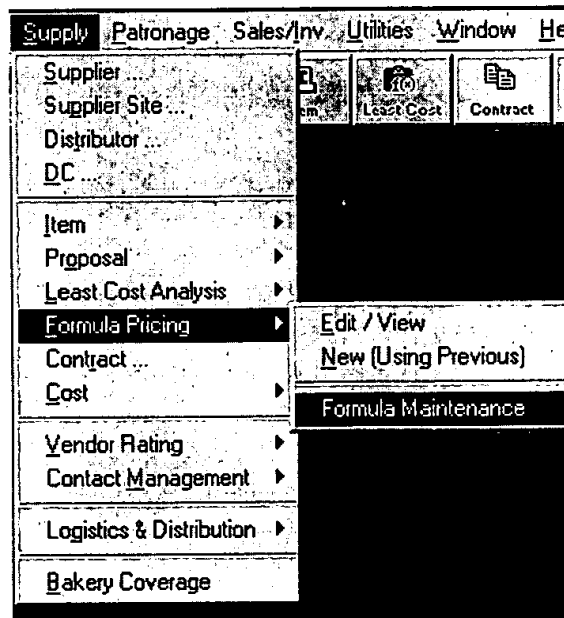 Supply Patronage Sales/Inv. Utilities Window He
Supplier ...
Supplier Site ...
Distributor ...
DC ...
em Least Cost Contract
Item
Proposal
Least Cost Analysis
Formula Pricing
Edit / View
New (Using Previous)
Contract ...
Cost
Formula Maintenance
Vendor Rating
Contact Management
Logistics & Distribution
Bakery Coverage